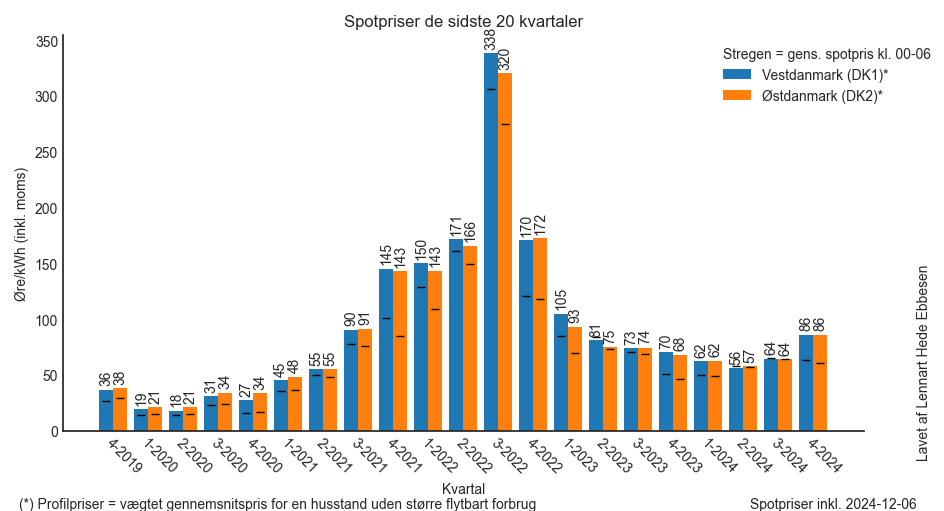 Spotpriser de sidste 20 kvartaler
Stregen = gens. spotpris kl. 00-06
Vestdanmark (DK1)*
Østdanmark (DK2)*
Øre/kWh (inkl. moms)
350
300
250
200
150
100
50
0
36 38
19 21
18 21
31 34
27 34
45 48
55 55
90 91
145 143
150 143
171 166
338 320
170 172
105 93
81 75
73 74
70 68
62 62
56 57
64 64
86 86
4-2019 1-2020 2-2020 3-2020 4-2020 1-2021 2-2021 3-2021 4-2021 1-2022 2-2022 3-2022 4-2022 1-2023 2-2023 3-2023 4-2023 1-2024 2-2024 3-2024 4-2024
Kvartal
(*) Profilpriser = vægtet gennemsnitspris for en husstand uden større flytbart forbrug
Spotpriser inkl. 2024-12-06
Lavet af Lennart Hede Ebbesen